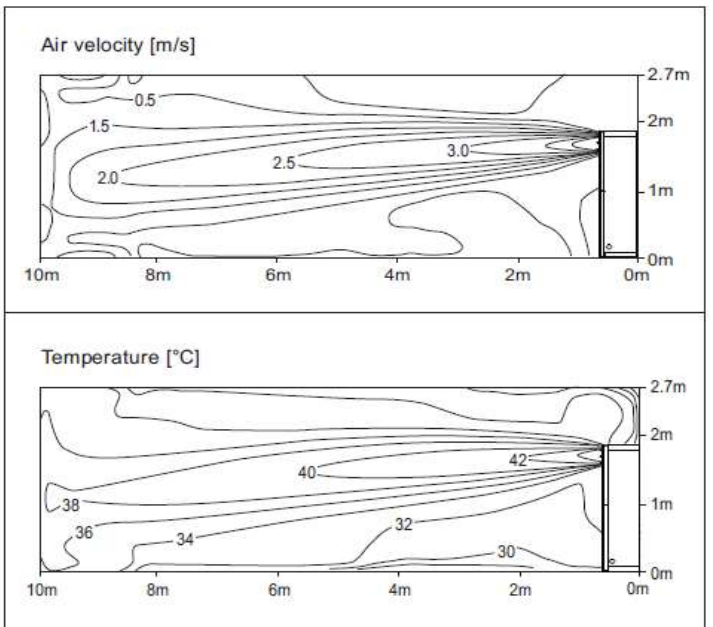 Air velocity [m/s]
2.7m
0.5
2m
1.5
3.0
2.5
2.0
1m
0m
10m 8m 6m 4m 2m 0m
Temperature [°C]
2.7m
2m
42
40
38
1m
32
36
34
30
0m
10m 8m 6m 4m 2m 0m